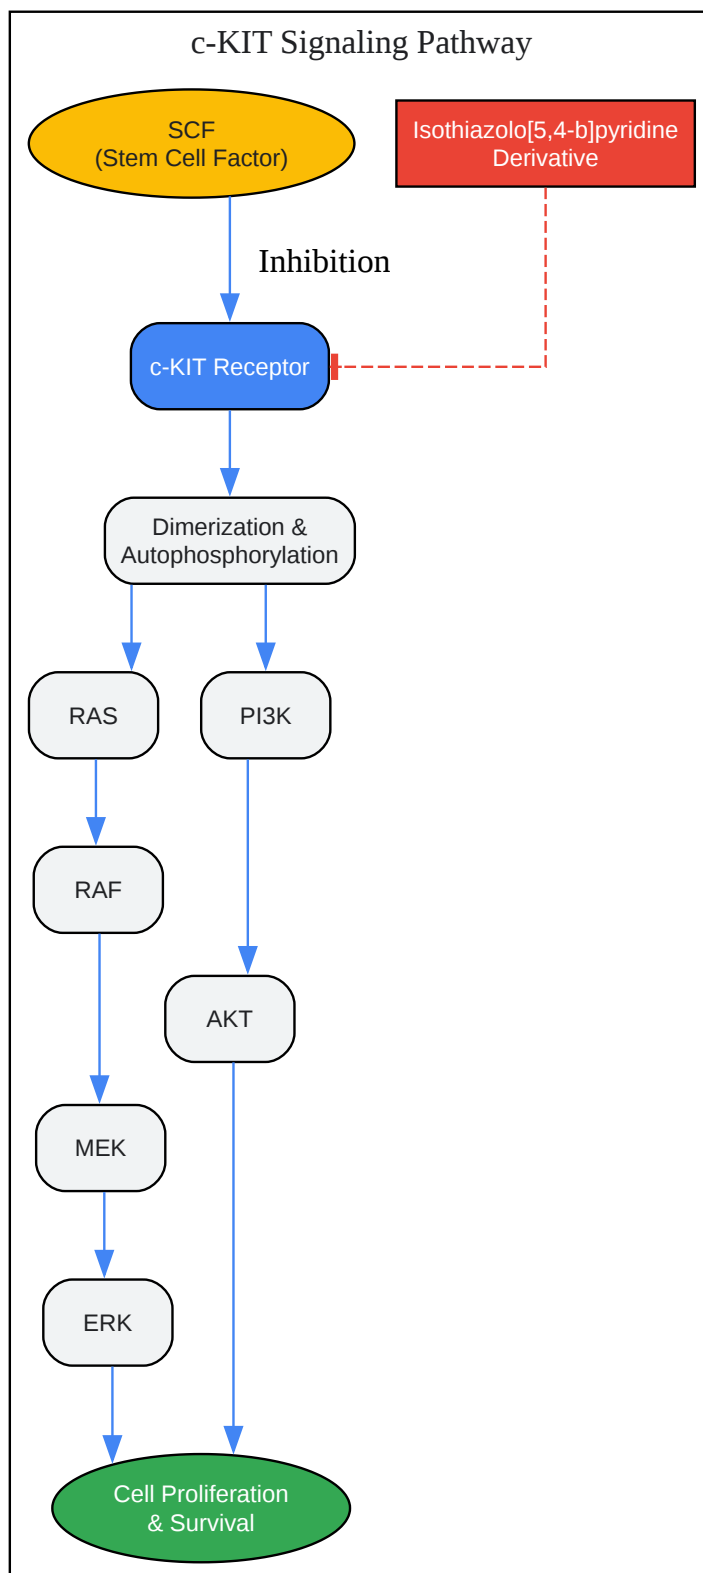 c-KIT Signaling Pathway
SCF
(Stem Cell Factor)
Isothiazolo[5,4-b]pyridine
Derivative
Inhibition
c-KIT Receptor
Dimerization &
Autophosphorylation
RAS
PI3K
RAF
AKT
MEK
ERK
Cell Proliferation
& Survival